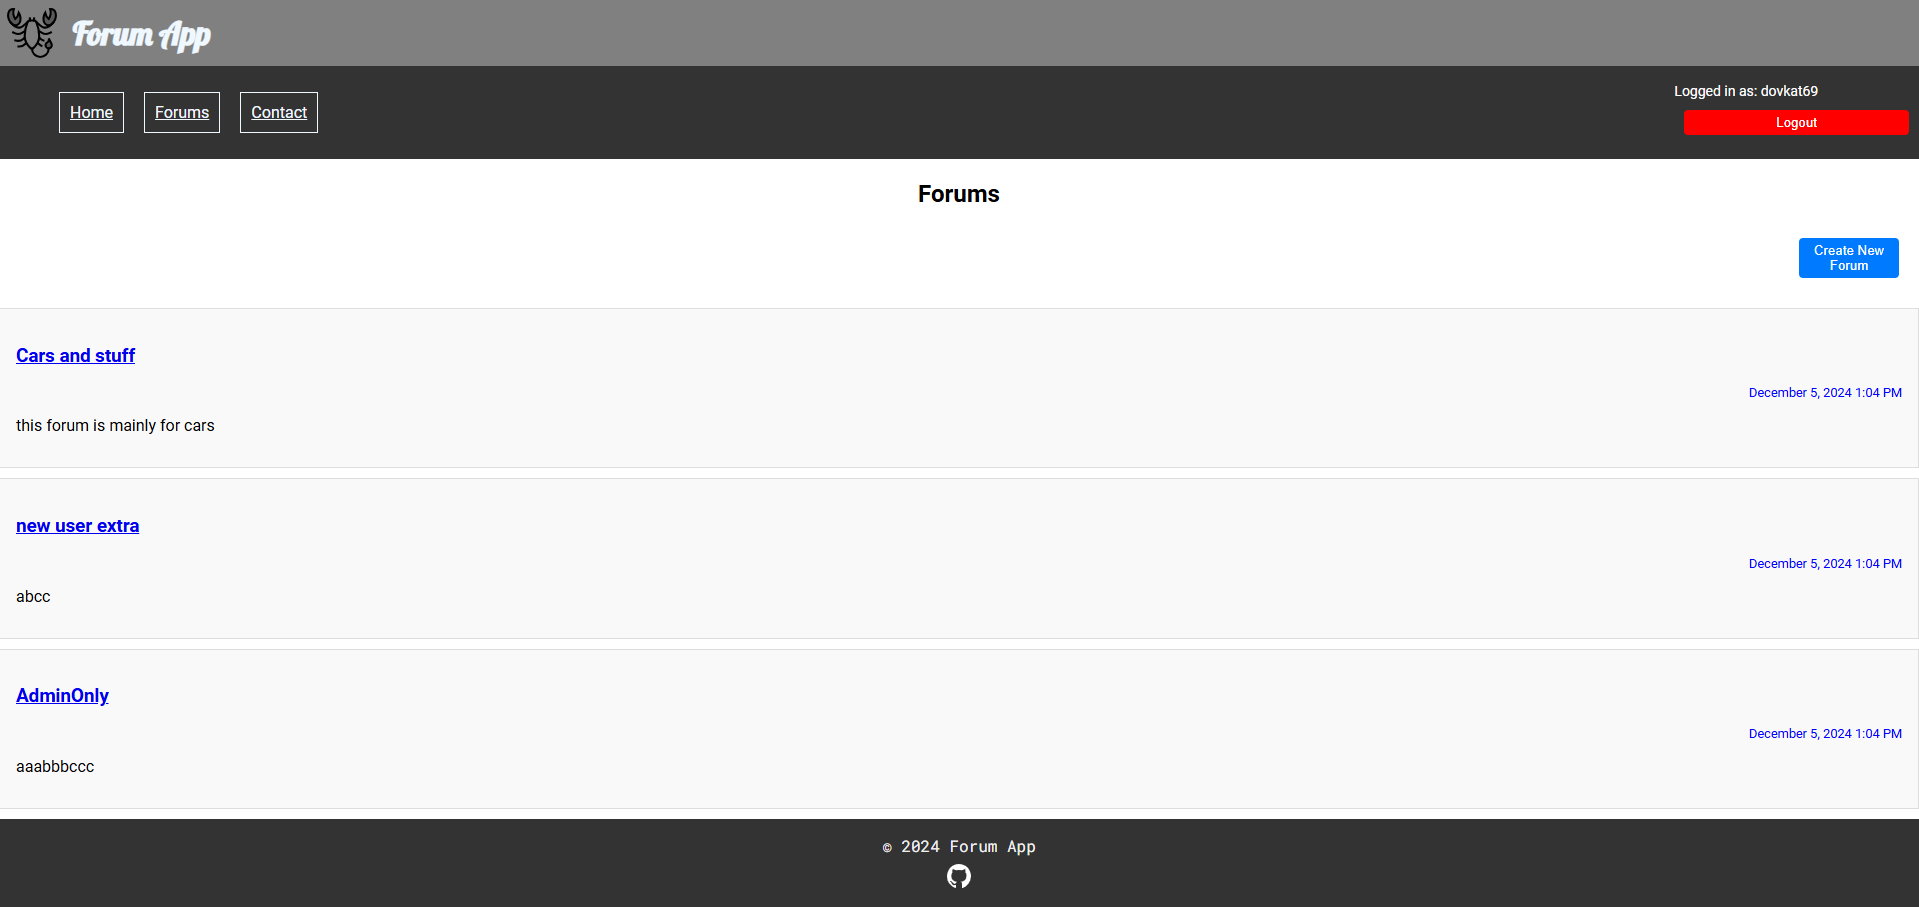 Forum App
Home
Forums
Contact
Logged in as: dovkat69
Logout
Forums
Create New
Forum
Cars and stuff
December 5, 2024 1:04 PM
this forum is mainly for cars
new user extra
December 5, 2024 1:04 PM
abcc
AdminOnly
December 5, 2024 1:04 PM
aaabbbccc
© 2024 Forum App